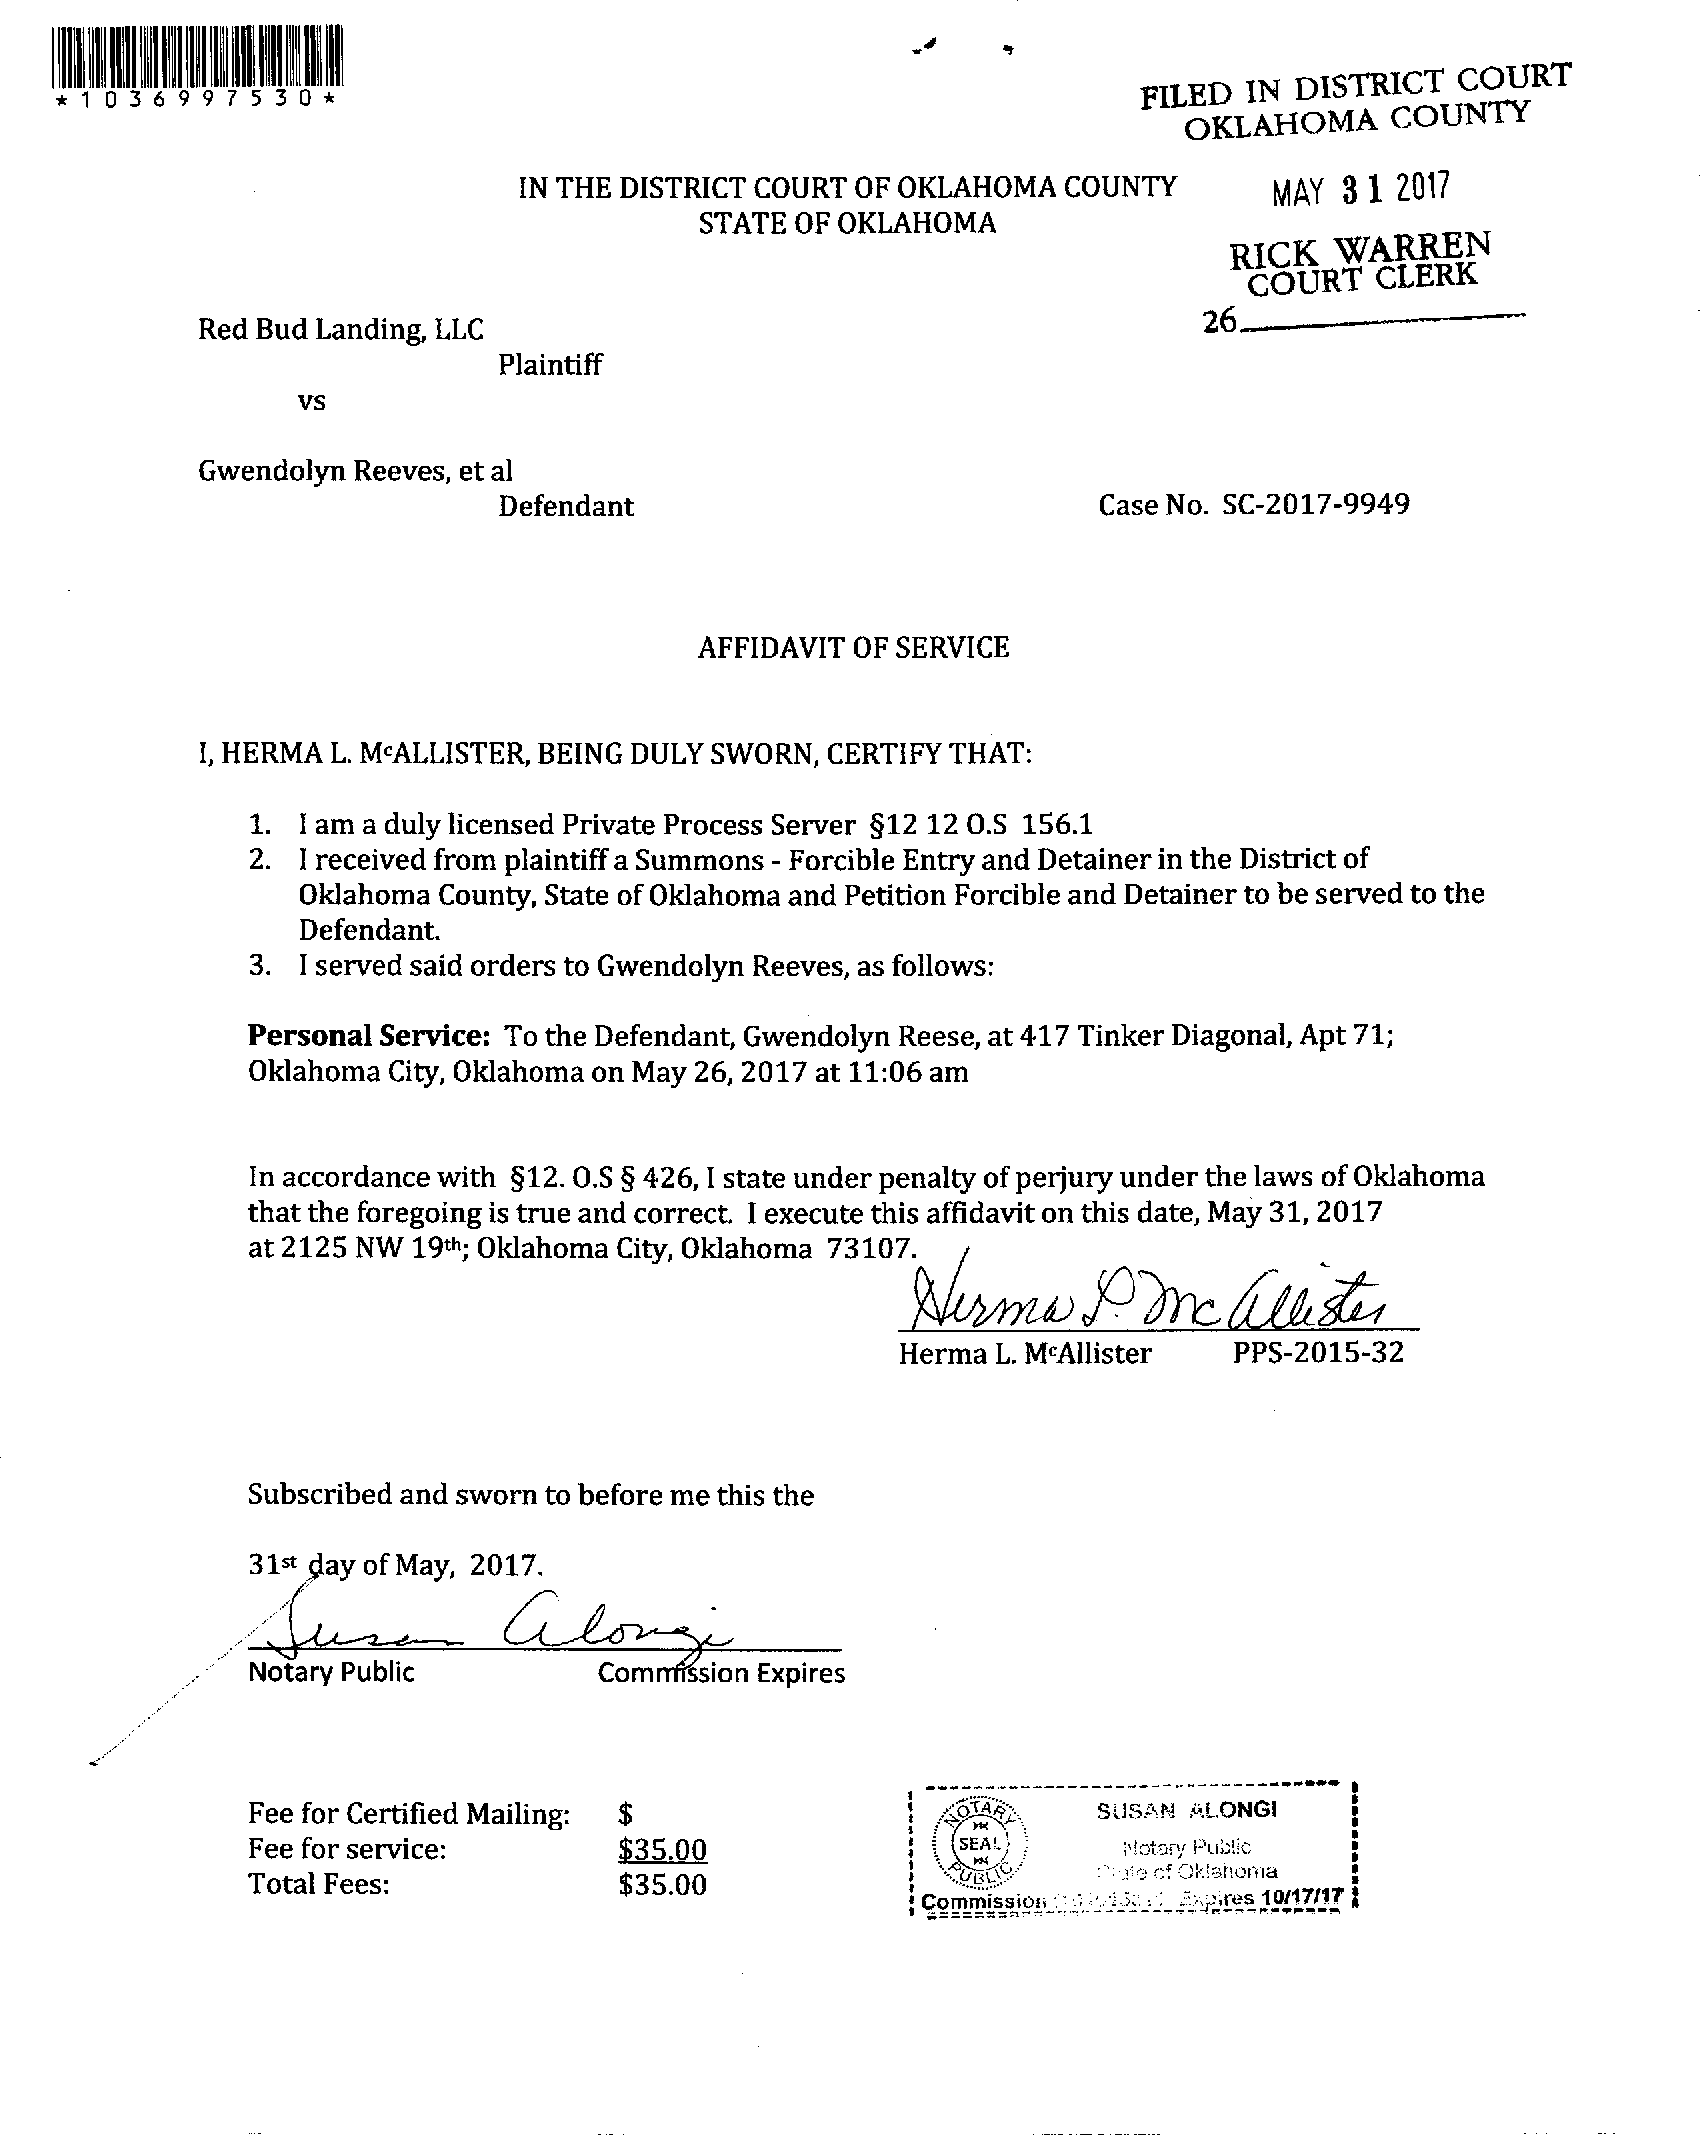 *1036997530*
FILED IN DISTRICT COURT
OKLAHOMA COUNTY
MAY 31 2017
RICK WARREN
COURT CLERK
26
IN THE DISTRICT COURT OF OKLAHOMA COUNTY
STATE OF OKLAHOMA
Red Bud Landing, LLC
Plaintiff
vs
Gwendolyn Reeves, et al
Defendant
Case No. SC-2017-9949
AFFIDAVIT OF SERVICE
I, HERMA L. McALLISTER, BEING DULY SWORN, CERTIFY THAT:
1. I am a duly licensed Private Process Server §12 12 O.S 156.1
2. I received from plaintiff a Summons - Forcible Entry and Detainer in the District of
Oklahoma County, State of Oklahoma and Petition Forcible and Detainer to be served to the
Defendant.
3. I served said orders to Gwendolyn Reeves, as follows:
Personal Service: To the Defendant, Gwendolyn Reese, at 417 Tinker Diagonal, Apt 71;
Oklahoma City, Oklahoma on May 26, 2017 at 11:06 am
In accordance with §12. O.S § 426, I state under penalty of perjury under the laws of Oklahoma
that the foregoing is true and correct. I execute this affidavit on this date, May 31, 2017
at 2125 NW 19th; Oklahoma City, Oklahoma 73107.
Herma L. McAllister
Herma L. McAllister PPS-2015-32
Subscribed and sworn to before me this the
31st day of May, 2017.
Susan Alongi
Notary Public Commission Expires
Fee for Certified Mailing: $
Fee for service: $35.00
Total Fees: $35.00
NOTARY
SEAL
PUBLIC
SUSAN ALONGI
Notary Public
State of Oklahoma
Commission Expires 10/17/17